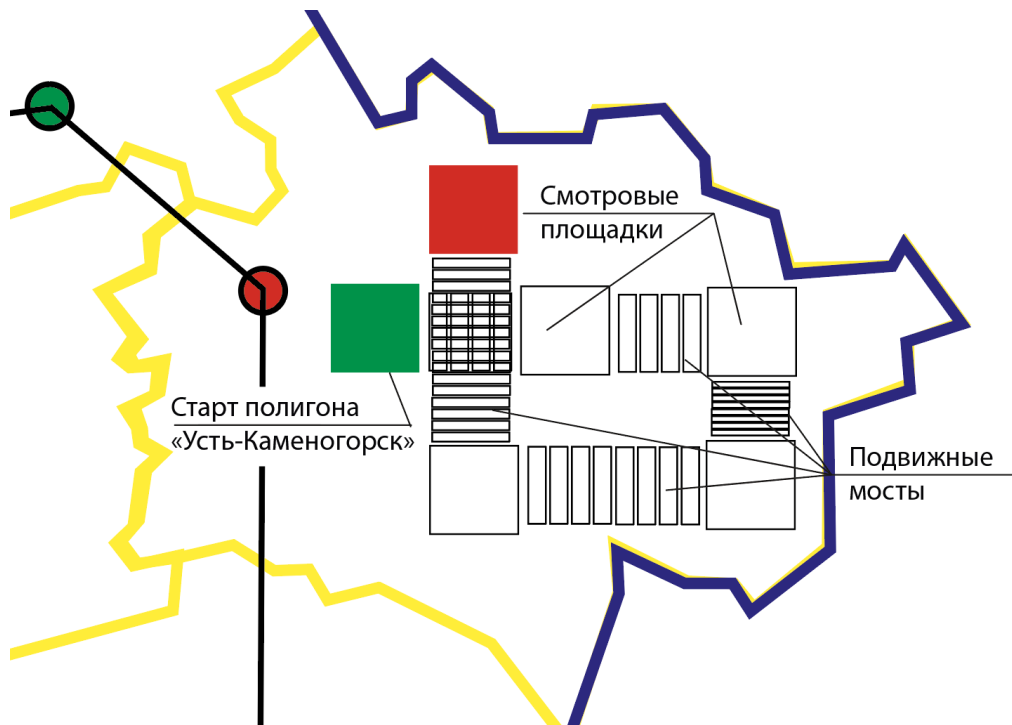 Смотровые
площадки
Старт полигона
«Усть-Каменогорск»
Подвижные
мосты